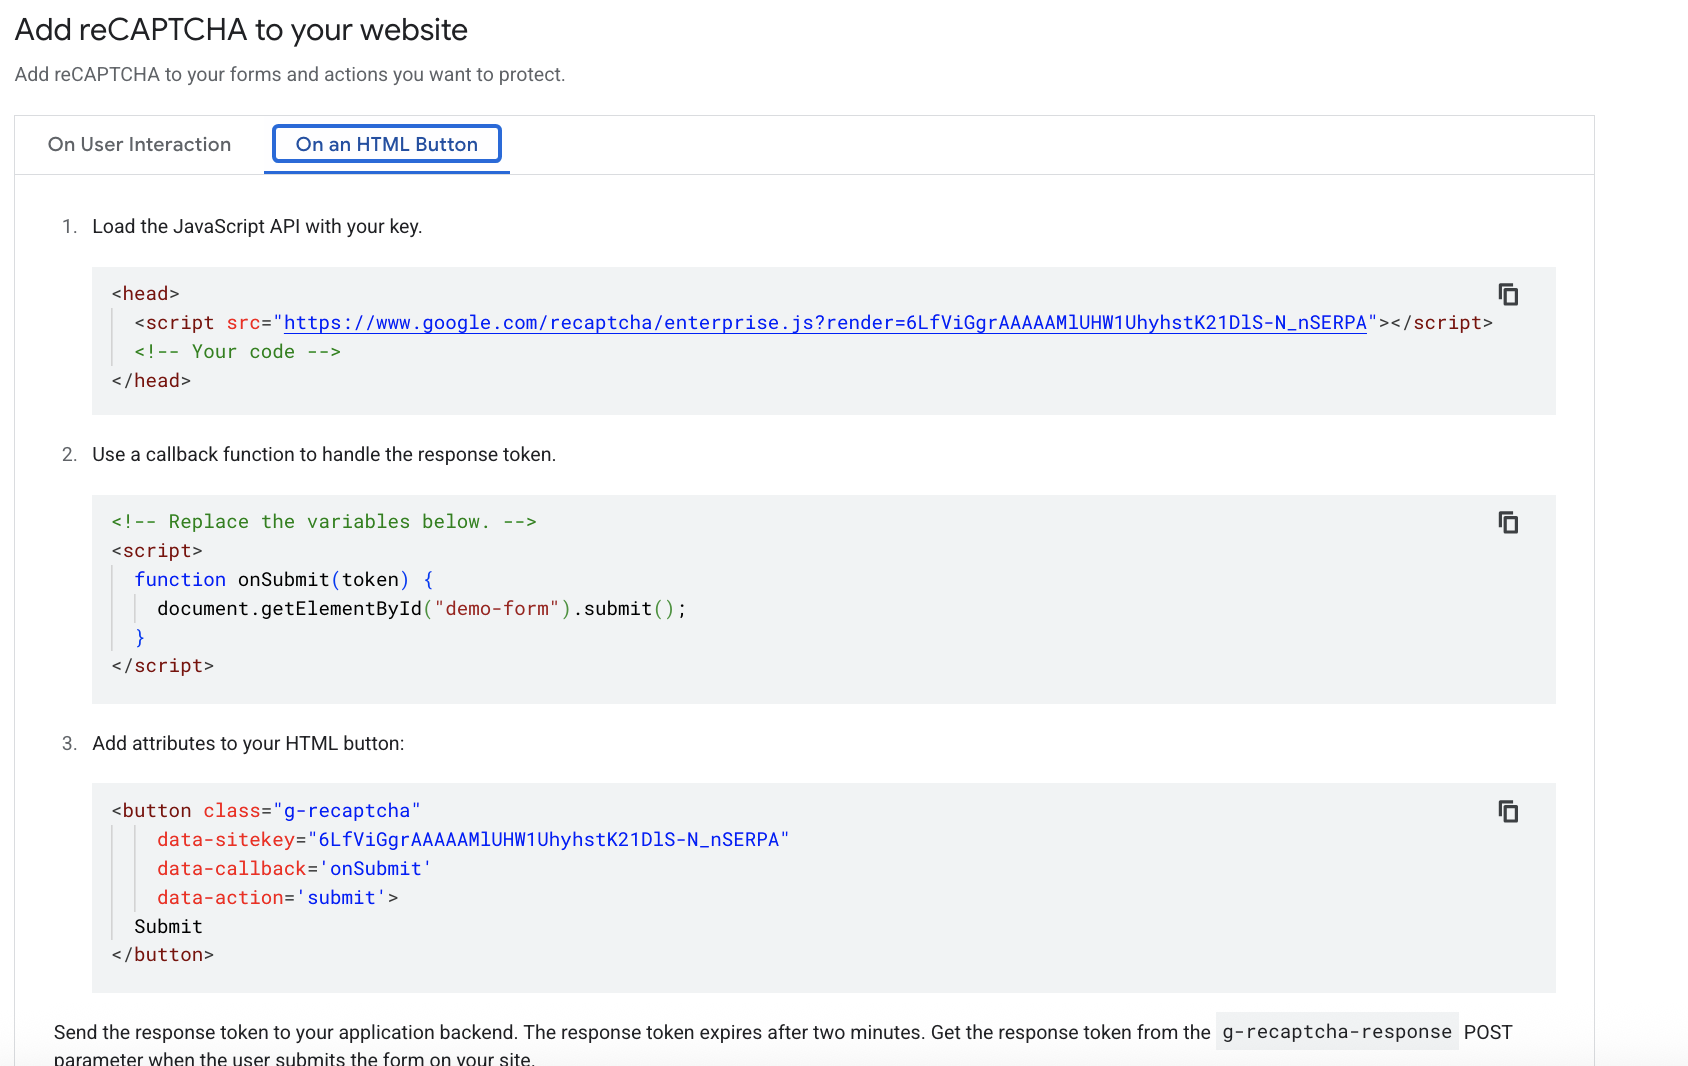 Add reCAPTCHA to your website
Add reCAPTCHA to your forms and actions you want to protect.
On User Interaction
On an HTML Button
1. Load the JavaScript API with your key.
<head>
<script src="https://www.google.com/recaptcha/enterprise.js?render=6LfViGgrAAAAAMlUHW1UhyhstK21DlS-N_nSERPA"></script>
<!-- Your code -->
</head>
2. Use a callback function to handle the response token.
<!-- Replace the variables below. -->
<script>
function onSubmit(token) {
document.getElementById("demo-form").submit();
}
</script>
3. Add attributes to your HTML button:
<button class="g-recaptcha"
data-sitekey="6LfViGgrAAAAAMlUHW1UhyhstK21DlS-N_nSERPA"
data-callback='onSubmit'
data-action='submit'>
Submit
</button>
Send the response token to your application backend. The response token expires after two minutes. Get the response token from the g-recaptcha-response POST
parameter when the user submits the form on your site.